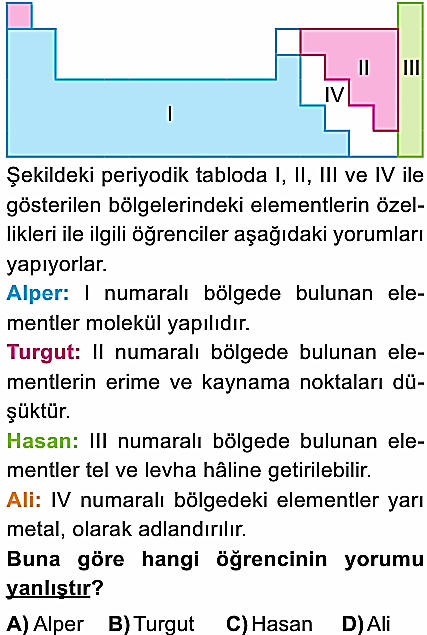 II
III
IV
I
Şekildeki periyodik tabloda I, II, III ve IV ile
gösterilen bölgelerindeki elementlerin özel-
likleri ile ilgili öğrenciler aşağıdaki yorumları
yapıyorlar.
Alper: I numaralı bölgede bulunan ele-
mentler molekül yapılıdır.
Turgut: II numaralı bölgede bulunan ele-
mentlerin erime ve kaynama noktaları dü-
şüktür.
Hasan: III numaralı bölgede bulunan ele-
mentler tel ve levha hâline getirilebilir.
Ali: IV numaralı bölgedeki elementler yarı
metal, olarak adlandırılır.
Buna göre hangi öğrencinin yorumu
yanlıştır?
A) Alper B) Turgut C) Hasan D) Ali